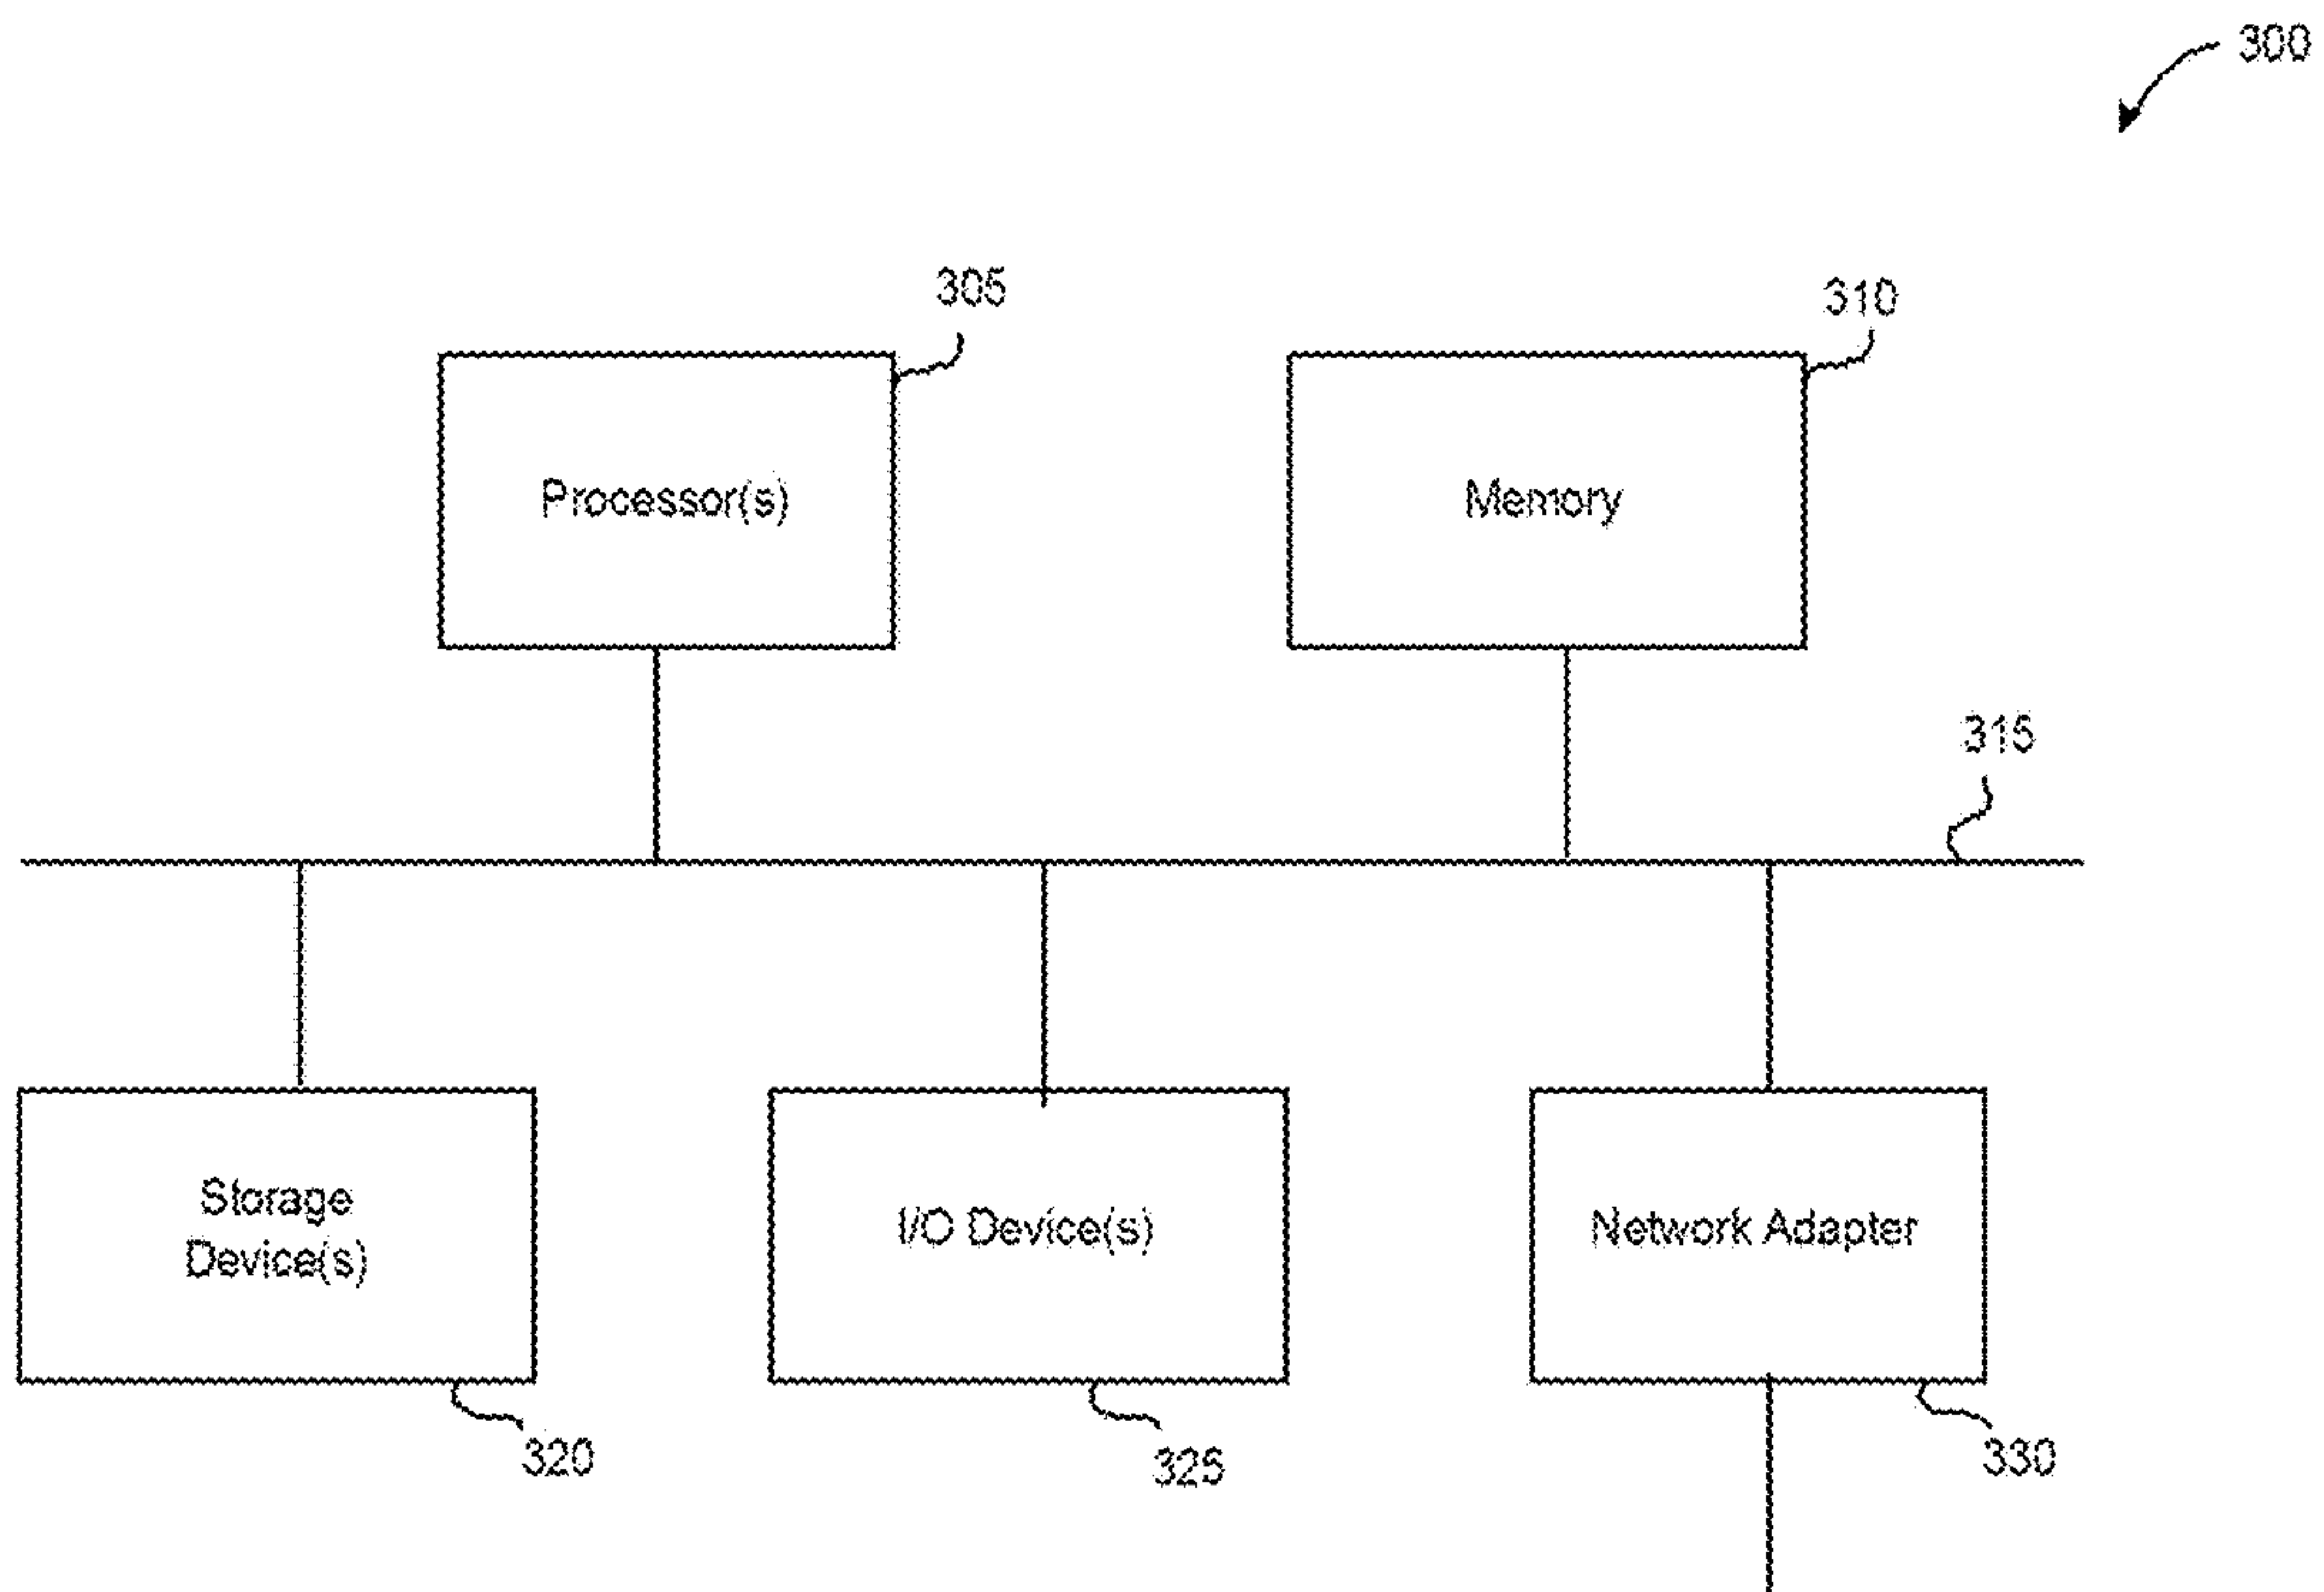 300
305
310
Processor(s)
Memory
315
Storage
Device(s)
I/O Device(s)
Network Adapter
320
325
330